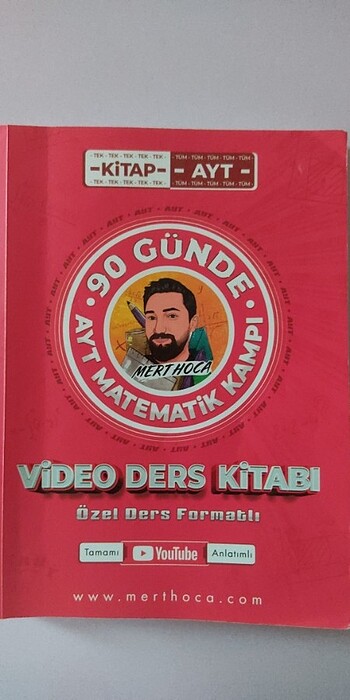 - TEK - TEK - TEK - TEK - TEK - - TÜM - TÜM - TÜM - TÜM - TÜM -
-KİTAP- - AYT -
- TEK - TEK - TEK - TEK - TEK - - TÜM - TÜM - TÜM - TÜM - TÜM -
• 90 GÜNDE •
AYT MATEMATİK KAMPI
MERT HOCA
VİDEO DERS KİTABI
Özel Ders Formatlı
Tamamı YouTube Anlatımlı
www.merthoca.com